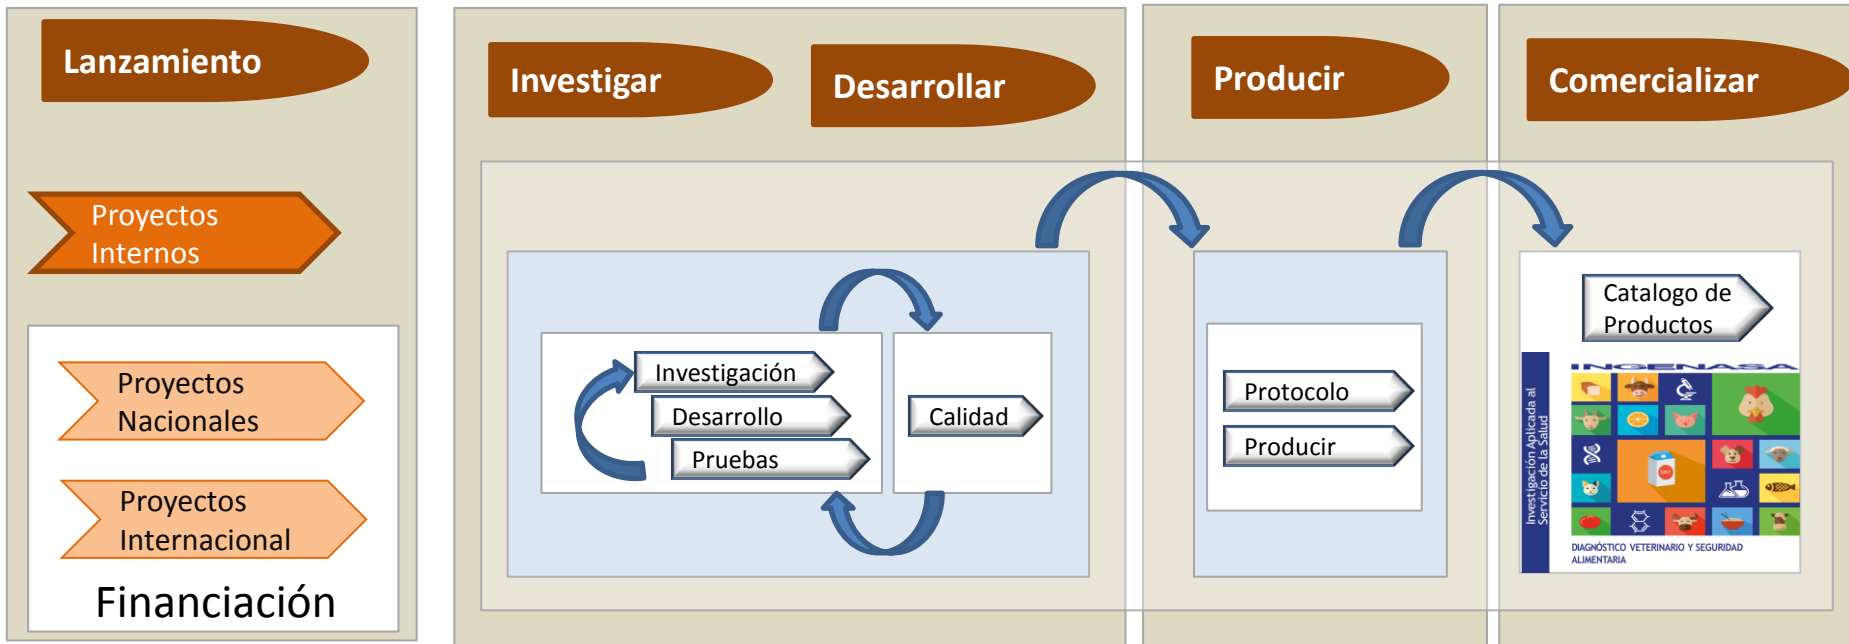 Lanzamiento
Proyectos
Internos
Proyectos
Nacionales
Proyectos
Internacional
Financiación
Investigar
Desarrollar
Investigación
Desarrollo
Pruebas
Calidad
Producir
Protocolo
Producir
Comercializar
Catalogo de
Productos
INGENASA
Investigación Aplicada al
Servicio de la Salud
DIAGNÓSTICO VETERINARIO Y SEGURIDAD
ALIMENTARIA